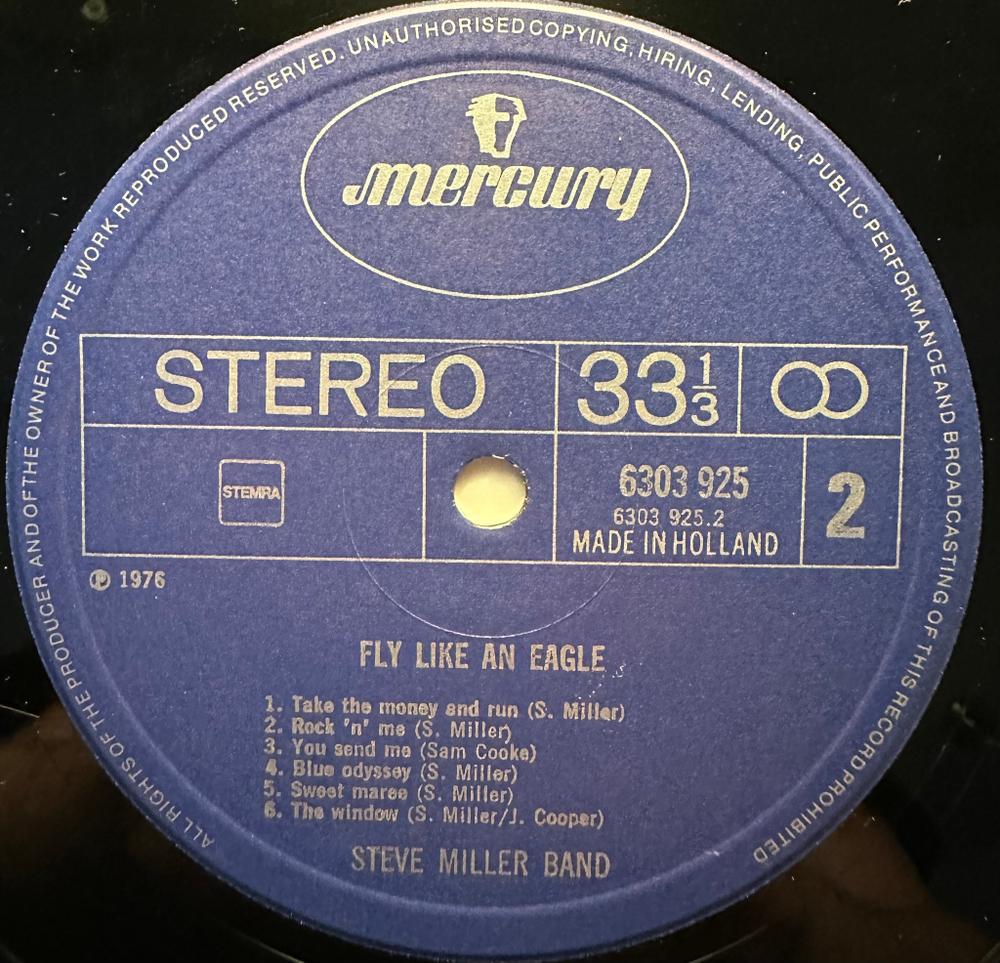 ALL RIGHTS OF THE PRODUCER AND OF THE OWNER OF THE WORK REPRODUCED RESERVED. UNAUTHORISED COPYING, HIRING, LENDING, PUBLIC PERFORMANCE AND BROADCASTING OF THIS RECORD PROHIBITED
mercury
STEREO
33 1/3
STEMRA
6303 925
6303 925.2
MADE IN HOLLAND
2
℗ 1976
FLY LIKE AN EAGLE
1. Take the money and run (S. Miller)
2. Rock 'n' me (S. Miller)
3. You send me (Sam Cooke)
4. Blue odyssey (S. Miller)
5. Sweet maree (S. Miller)
6. The window (S. Miller/J. Cooper)
STEVE MILLER BAND